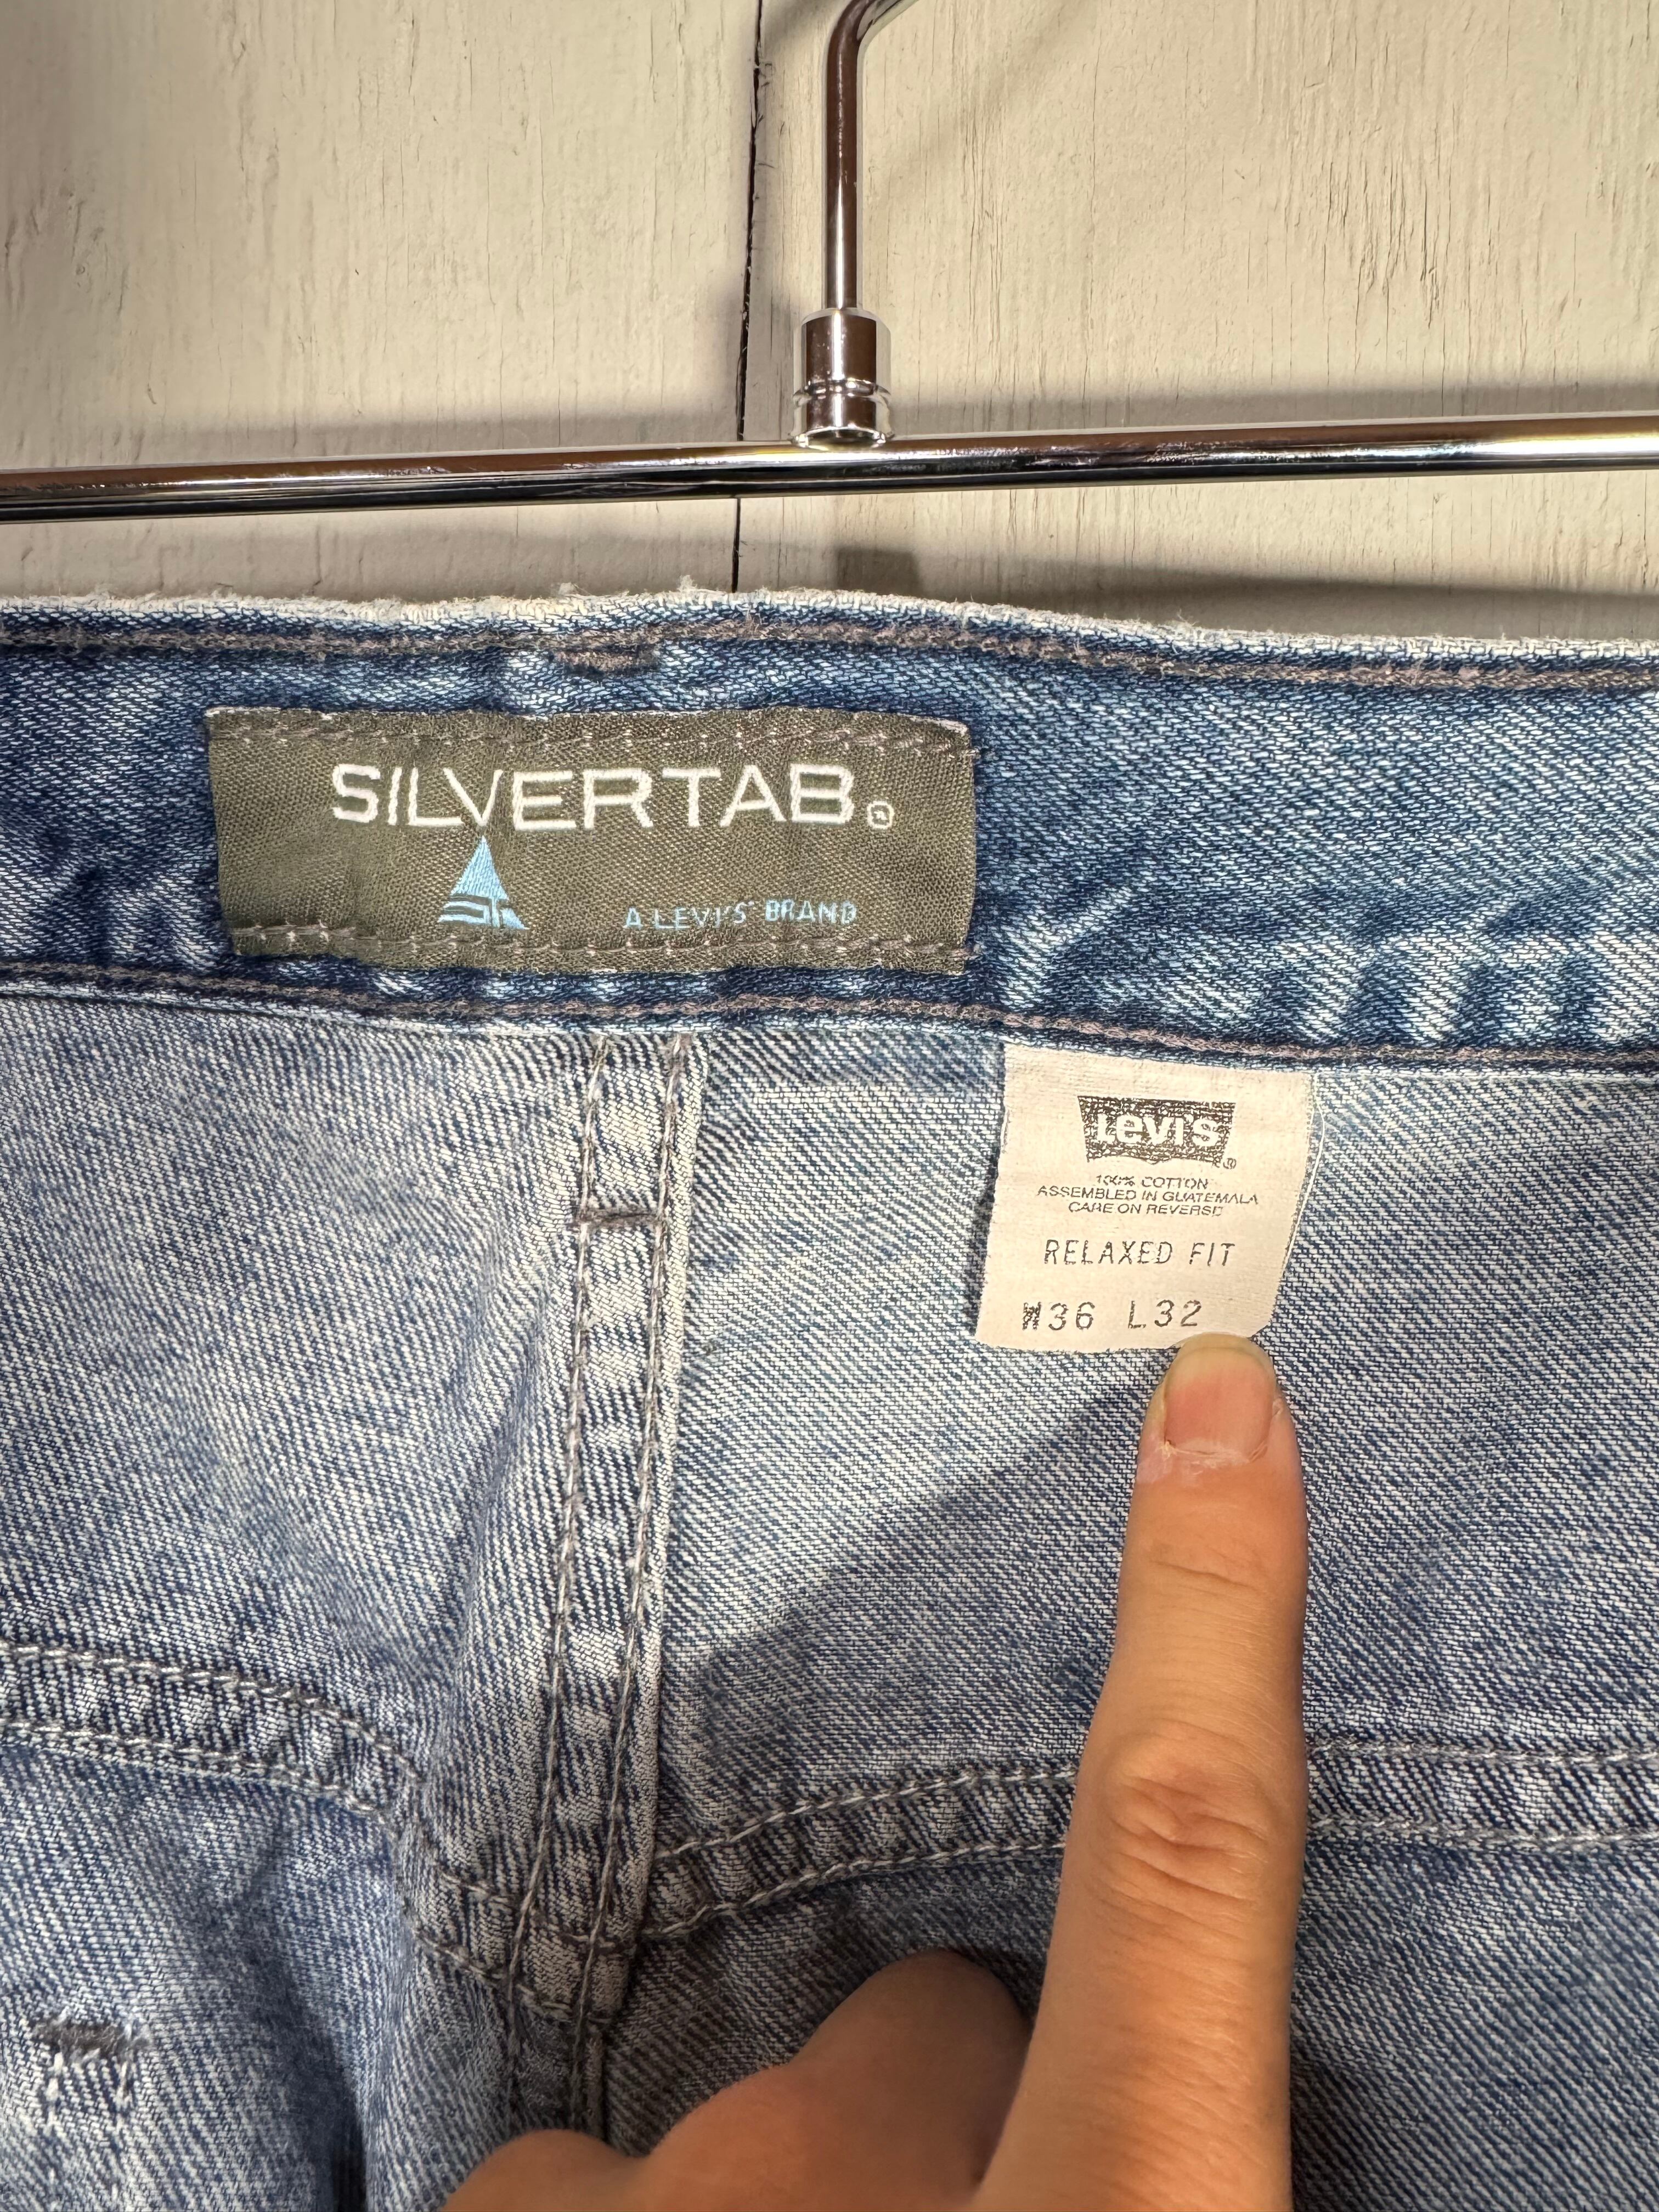 SILVERTAB®
A LEVI'S® BRAND
Levi's®
100% COTTON
ASSEMBLED IN GUATEMALA
CARE ON REVERSE
RELAXED FIT
W36 L32